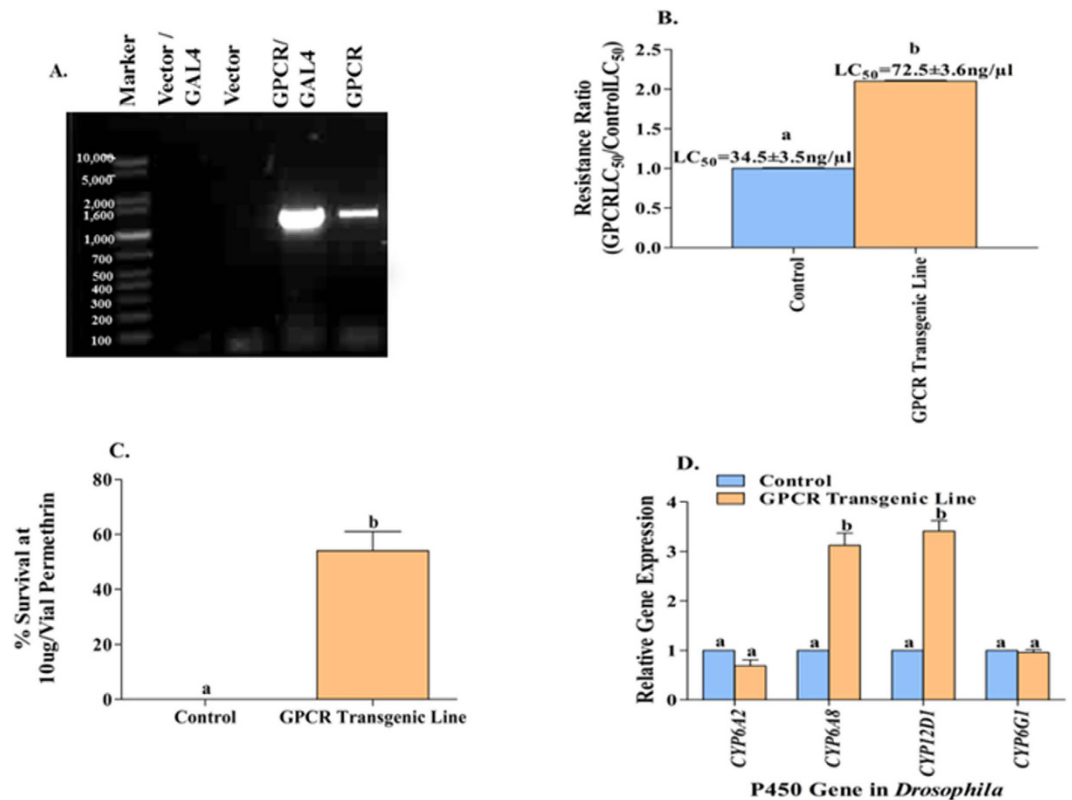 A.
Marker
Vector /
GAL4
Vector
GPCR/
GAL4
GPCR
10,000
5,000
2,000
1,600
1,000
700
500
400
300
200
100
B.
Resistance Ratio
(GPCRLC50/ControlLC50)
2.5
2.0
1.5
1.0
0.5
0.0
a
LC50=34.5±3.5ng/µl
b
LC50=72.5±3.6ng/µl
Control
GPCR Transgenic Line
C.
% Survival at
10ug/Vial Permethrin
80
60
40
20
0
a
b
Control
GPCR Transgenic Line
D.
Control
GPCR Transgenic Line
Relative Gene Expression
4
3
2
1
0
a a a b a b a a
CYP6A2
CYP6A8
CYP12D1
CYP6G1
P450 Gene in Drosophila